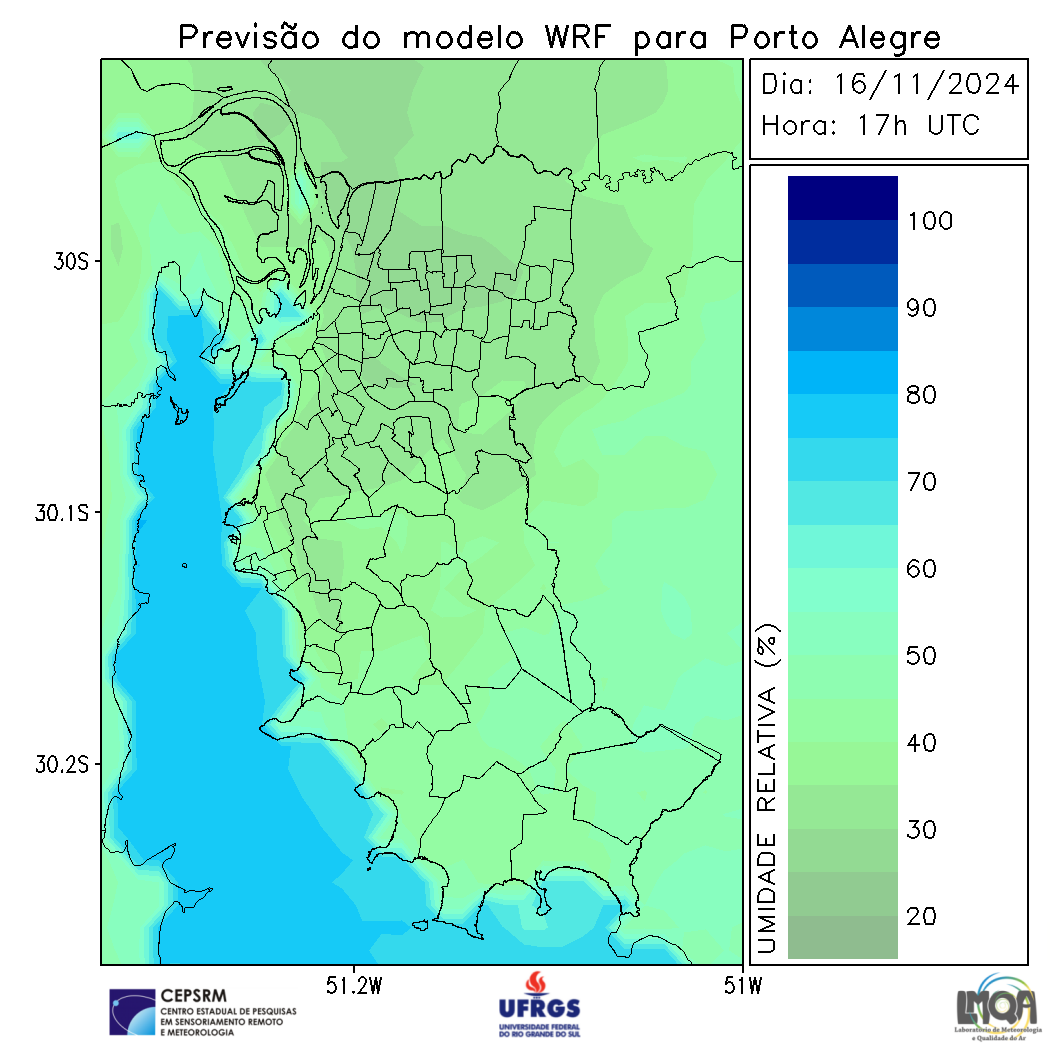 Previsão do modelo WRF para Porto Alegre
Dia: 16/11/2024
Hora: 17h UTC
100
90
80
70
60
50
40
30
20
UMIDADE RELATIVA (%)
30S
30.1S
30.2S
51.2W
51W
CEPSRM
CENTRO ESTADUAL DE PESQUISAS
EM SENSORIAMENTO REMOTO
E METEOROLOGIA
UFRGS
UNIVERSIDADE FEDERAL
DO RIO GRANDE DO SUL
LMQA
Laboratório de Meteorologia
e Qualidade do Ar